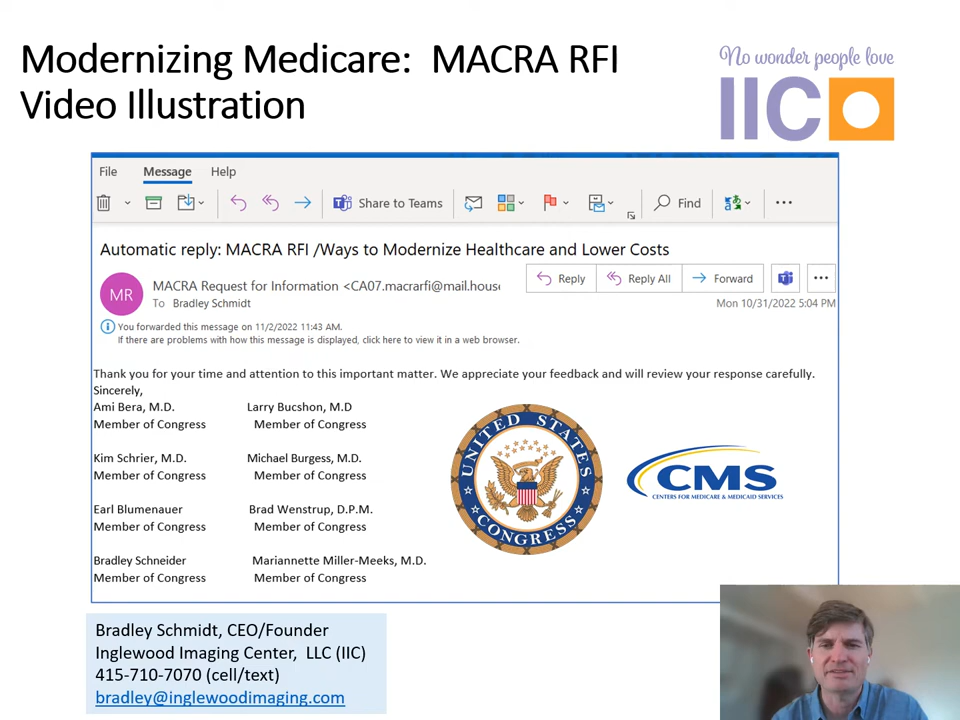 Modernizing Medicare: MACRA RFI
Video Illustration
No wonder people love
IIC
File Message Help
Share to Teams Find
Automatic reply: MACRA RFI /Ways to Modernize Healthcare and Lower Costs
MR
MACRA Request for Information <CA07.macrarfi@mail.house
Reply Reply All Forward
To Bradley Schmidt
Mon 10/31/2022 5:04 PM
You forwarded this message on 11/2/2022 11:43 AM.
If there are problems with how this message is displayed, click here to view it in a web browser.
Thank you for your time and attention to this important matter. We appreciate your feedback and will review your response carefully.
Sincerely,
Ami Bera, M.D. Larry Bucshon, M.D
Member of Congress Member of Congress
Kim Schrier, M.D. Michael Burgess, M.D.
Member of Congress Member of Congress
Earl Blumenauer Brad Wenstrup, D.P.M.
Member of Congress Member of Congress
Bradley Schneider Mariannette Miller-Meeks, M.D.
Member of Congress Member of Congress
UNITED STATES
CONGRESS
CMS
CENTERS FOR MEDICARE & MEDICAID SERVICES
Bradley Schmidt, CEO/Founder
Inglewood Imaging Center, LLC (IIC)
415-710-7070 (cell/text)
bradley@inglewoodimaging.com